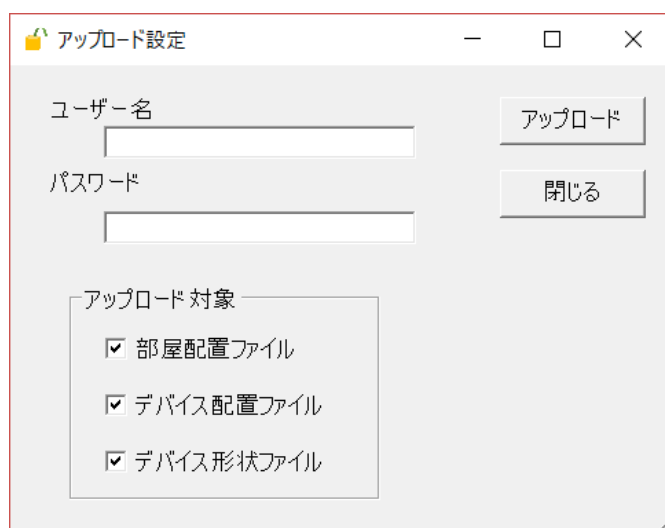 アップロード設定
ユーザー名
アップロード
パスワード
閉じる
アップロード対象
部屋配置ファイル
デバイス配置ファイル
デバイス形状ファイル